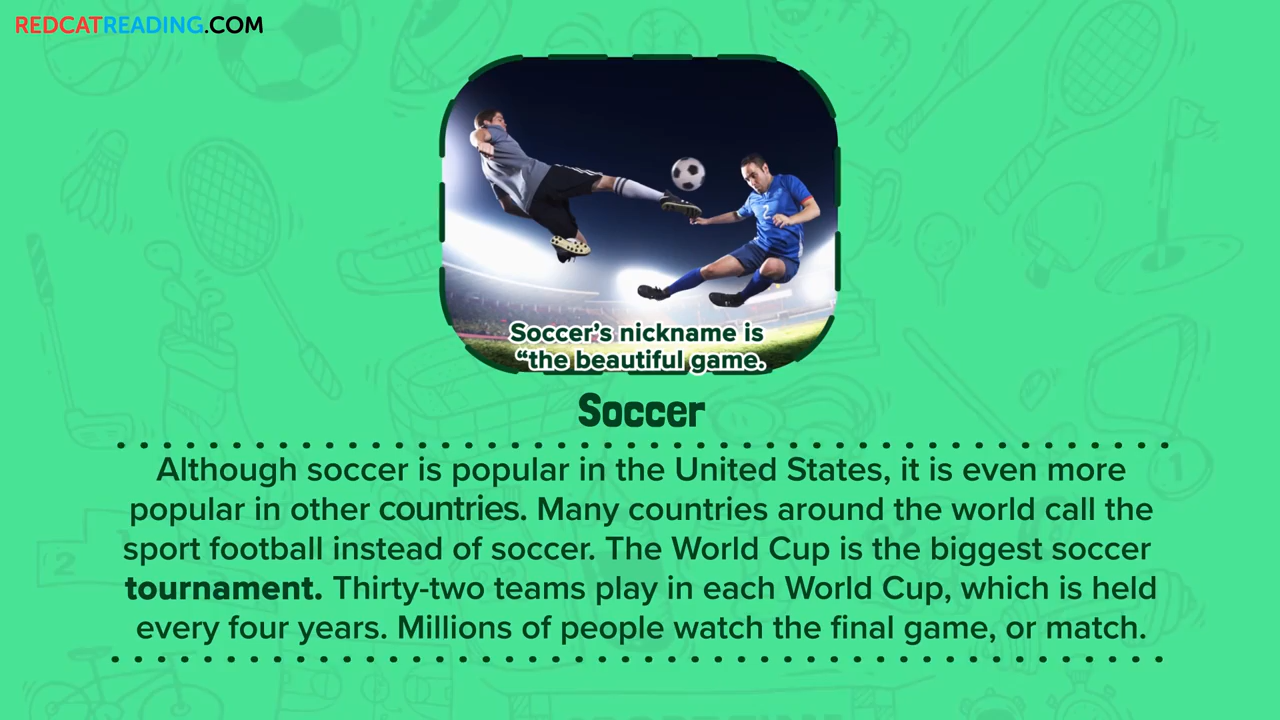 REDCATREADING.COM
2
Soccer's nickname is
“the beautiful game.
Soccer
Although soccer is popular in the United States, it is even more
popular in other countries. Many countries around the world call the
sport football instead of soccer. The World Cup is the biggest soccer
tournament. Thirty-two teams play in each World Cup, which is held
every four years. Millions of people watch the final game, or match.
1
2